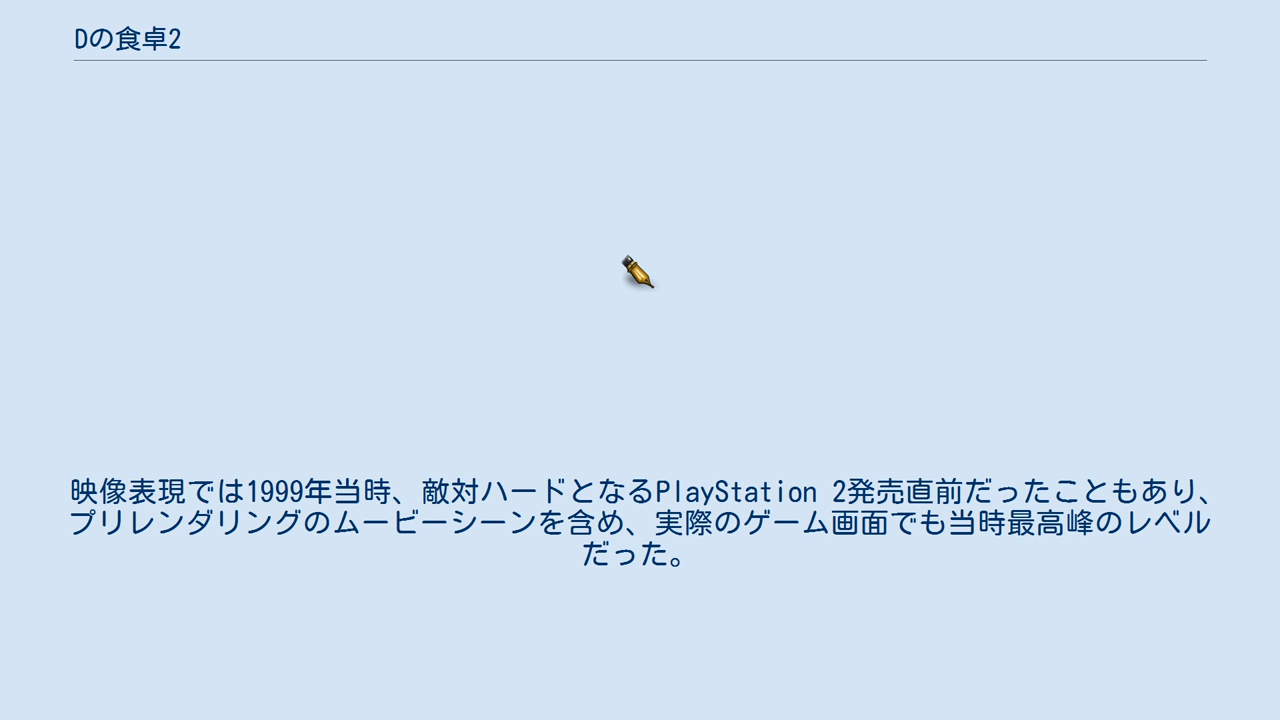 Dの食卓2
映像表現では1999年当時、敵対ハードとなるPlayStation 2発売直前だったこともあり、
プリレンダリングのムービーシーンを含め、実際のゲーム画面でも当時最高峰のレベル
だった。